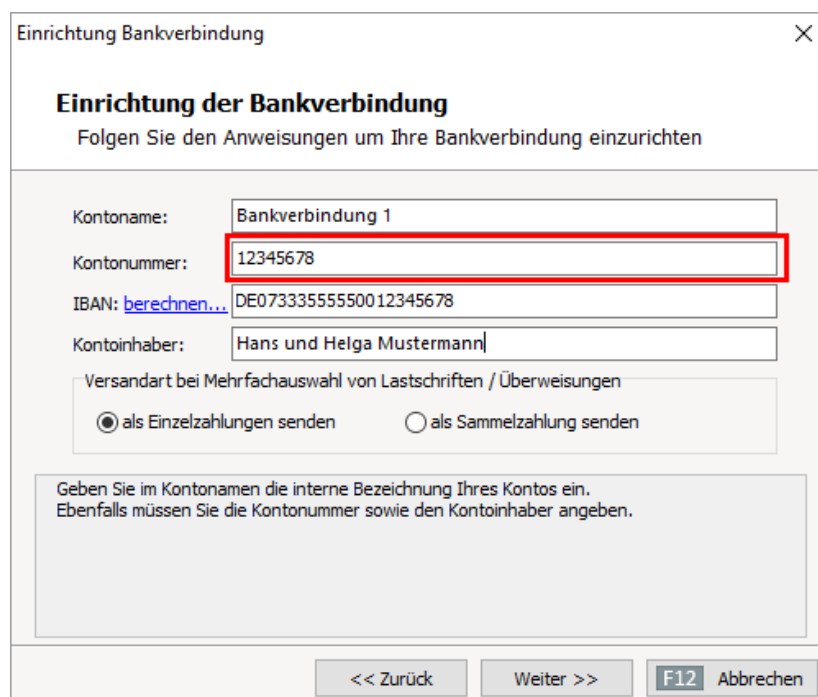 Einrichtung Bankverbindung
Einrichtung der Bankverbindung
Folgen Sie den Anweisungen um Ihre Bankverbindung einzurichten
Kontoname: Bankverbindung 1
Kontonummer: 12345678
IBAN: berechnen... DE07333555550012345678
Kontoinhaber: Hans und Helga Mustermann
Versandart bei Mehrfachauswahl von Lastschriften / Überweisungen
als Einzelzahlungen senden als Sammelzahlung senden
Geben Sie im Kontonamen die interne Bezeichnung Ihres Kontos ein.
Ebenfalls müssen Sie die Kontonummer sowie den Kontoinhaber angeben.
<< Zurück Weiter >> F12 Abbrechen